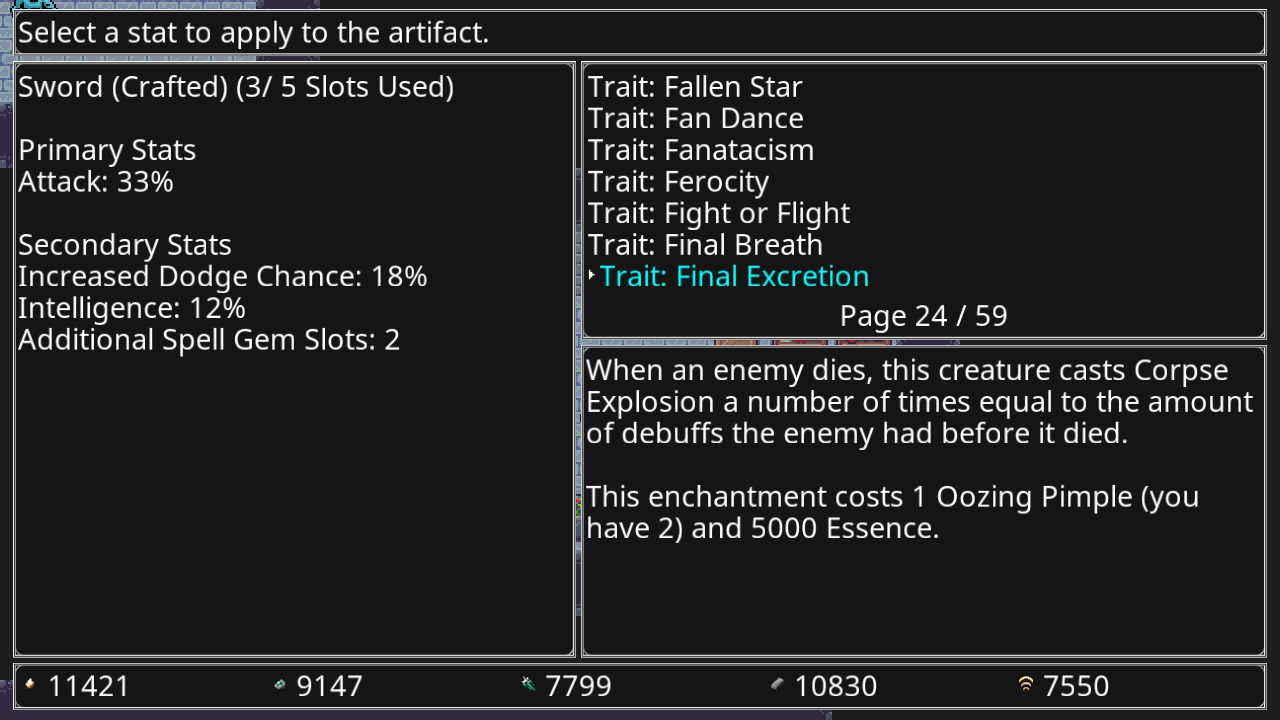 Select a stat to apply to the artifact.
Sword (Crafted) (3/ 5 Slots Used)
Primary Stats
Attack: 33%
Secondary Stats
Increased Dodge Chance: 18%
Intelligence: 12%
Additional Spell Gem Slots: 2
Trait: Fallen Star
Trait: Fan Dance
Trait: Fanatacism
Trait: Ferocity
Trait: Fight or Flight
Trait: Final Breath
Trait: Final Excretion
Page 24 / 59
When an enemy dies, this creature casts Corpse
Explosion a number of times equal to the amount
of debuffs the enemy had before it died.
This enchantment costs 1 Oozing Pimple (you
have 2) and 5000 Essence.
11421 9147 7799 10830 7550